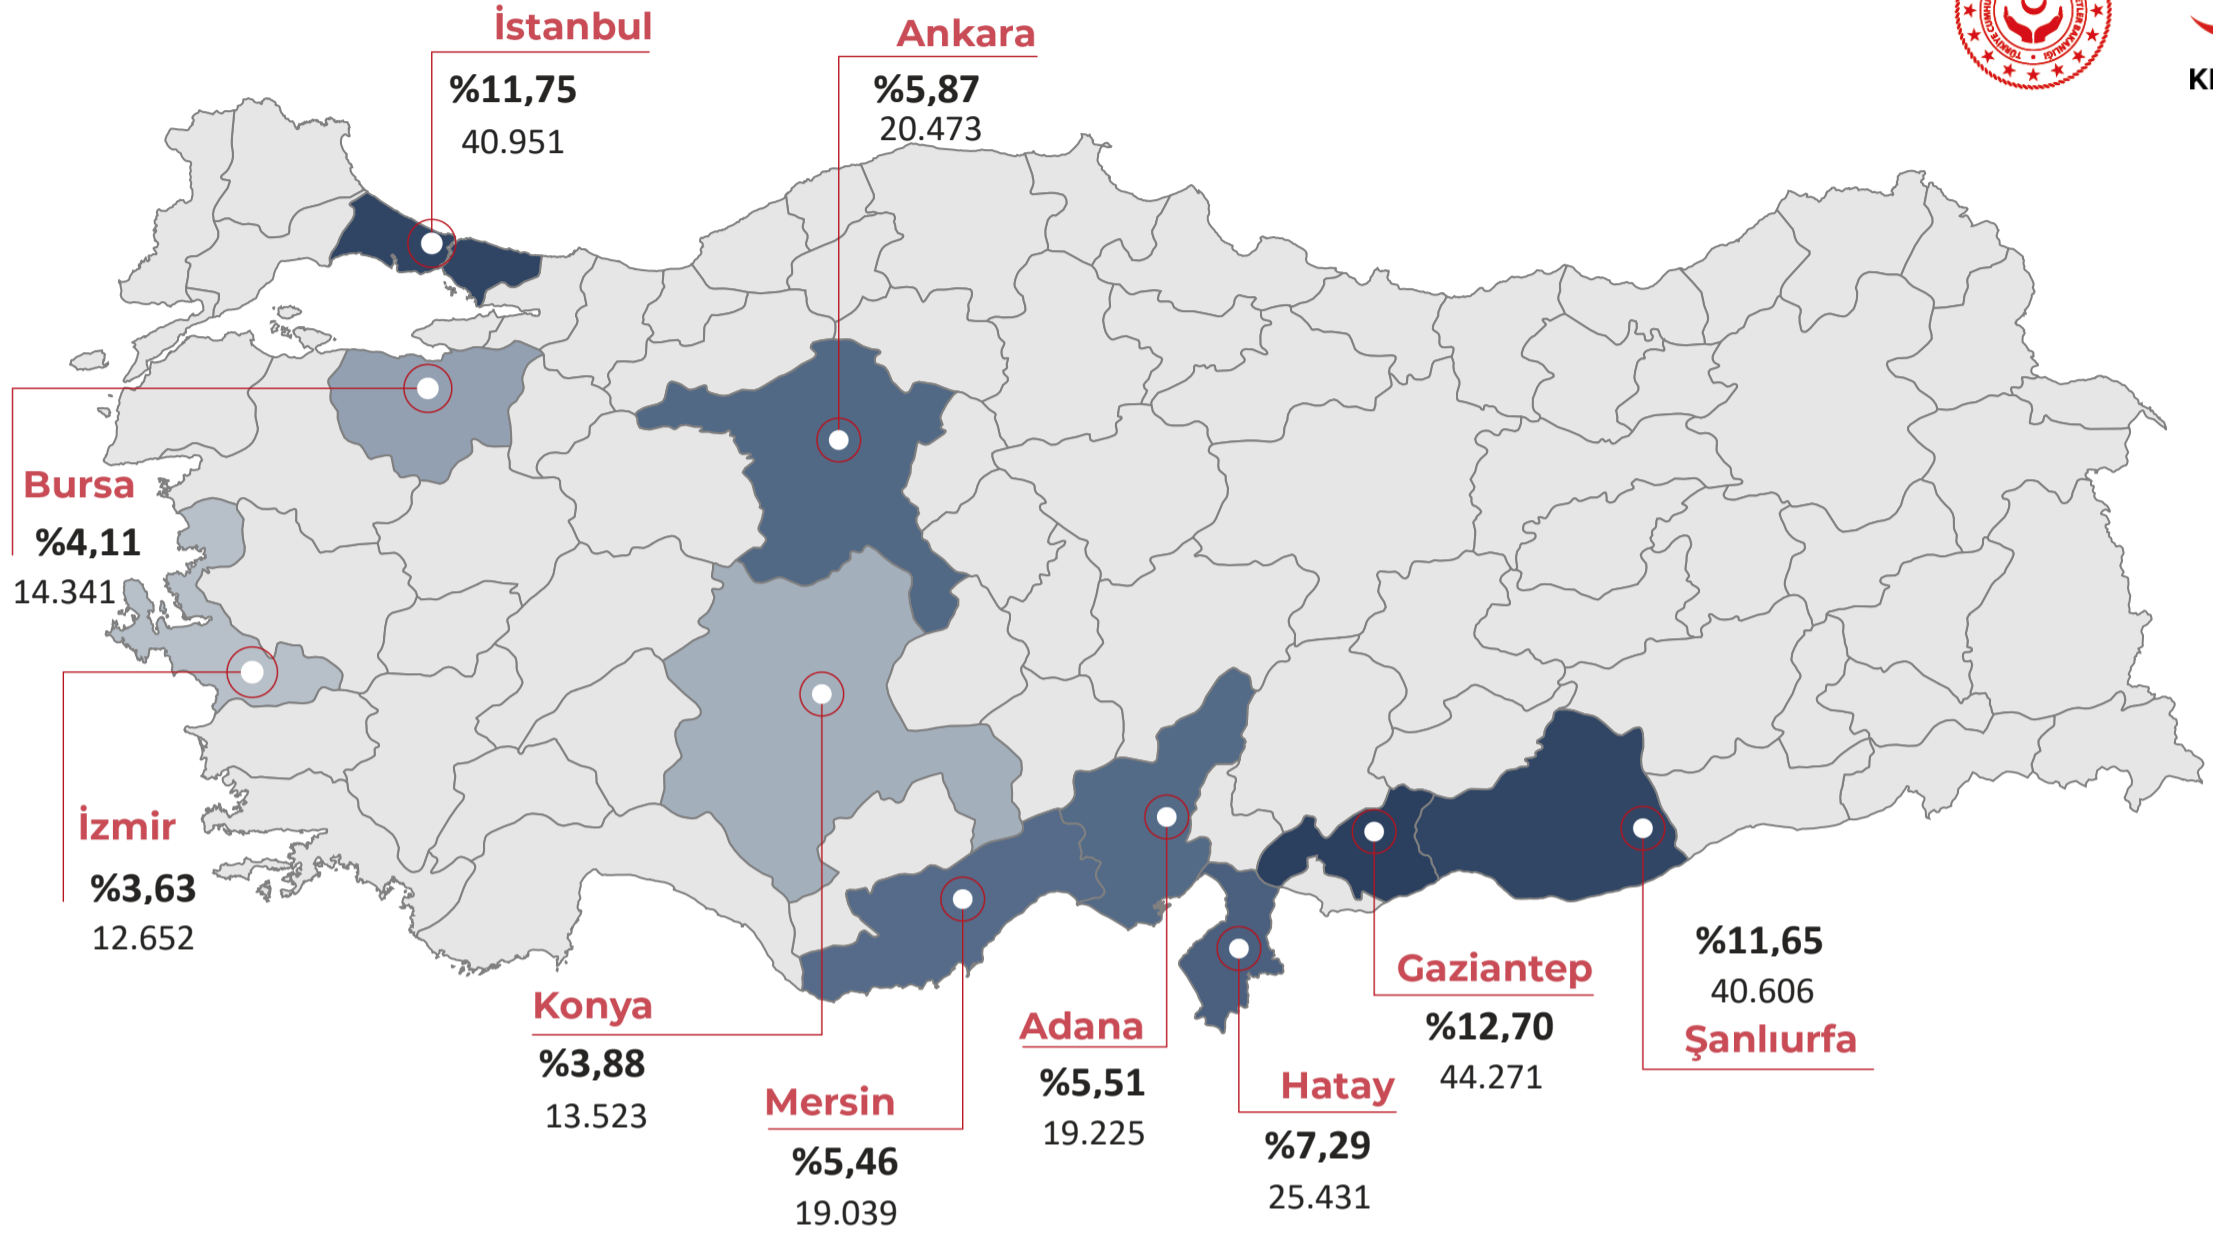 İstanbul
%11,75
40.951
Ankara
%5,87
20.473
Bursa
%4,11
14.341
İzmir
%3,63
12.652
Konya
%3,88
13.523
Mersin
%5,46
19.039
Adana
%5,51
19.225
Hatay
%7,29
25.431
Gaziantep
%12,70
44.271
%11,65
40.606
Şanlıurfa